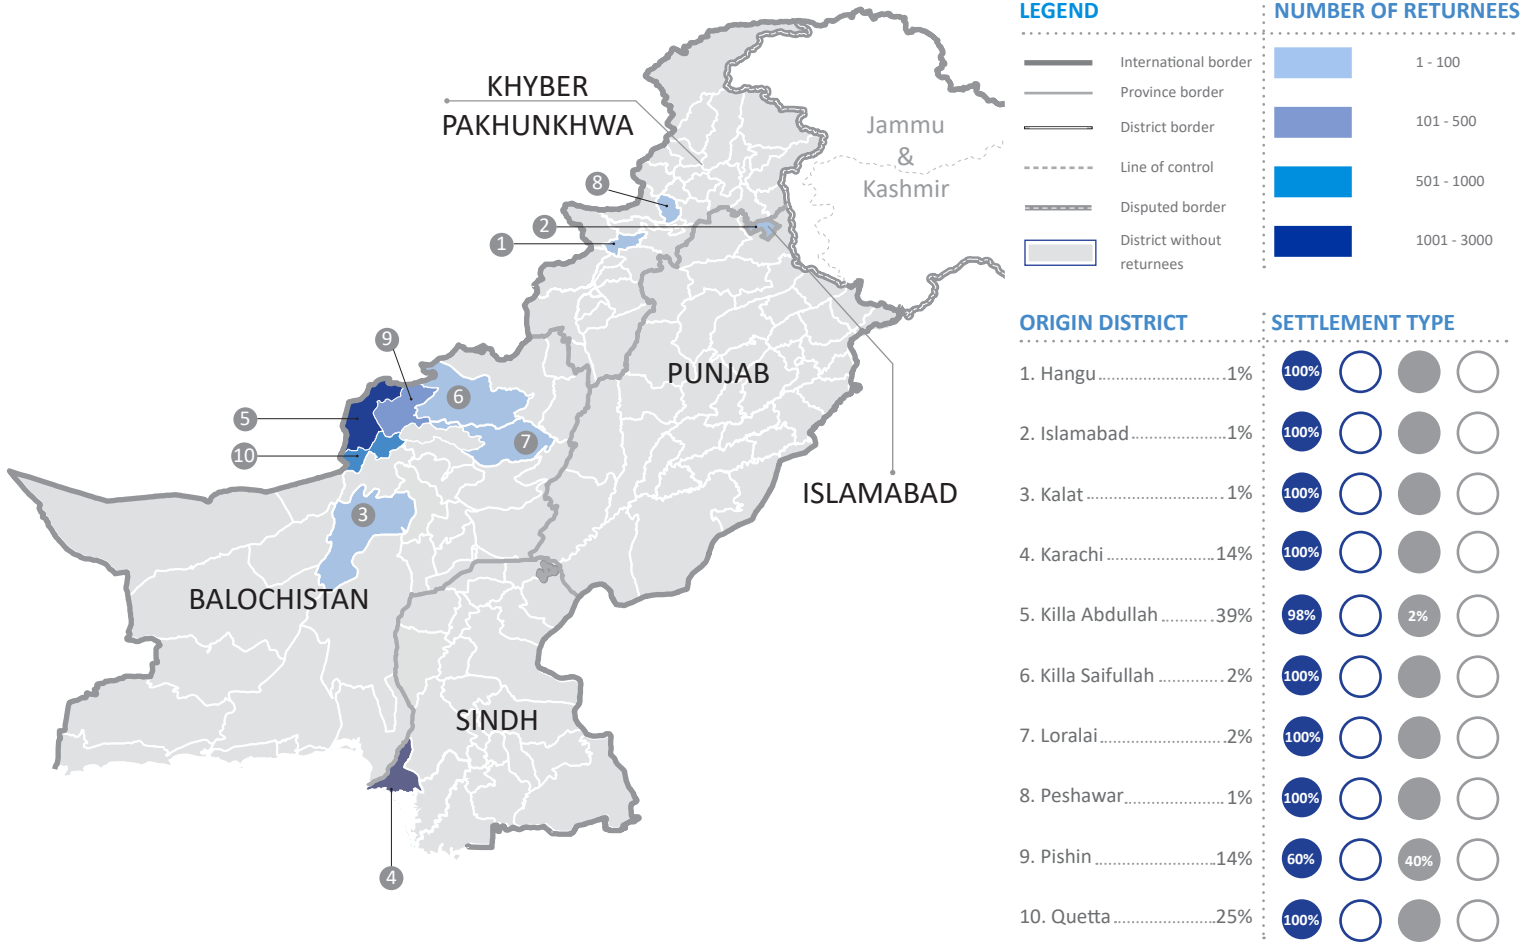 KHYBER
PAKHUNKHWA
Jammu
&
Kashmir
8
2
1
9
6
5
7
10
3
PUNJAB
ISLAMABAD
BALOCHISTAN
SINDH
4
LEGEND
International border
Province border
District border
Line of control
Disputed border
District without
returnees
NUMBER OF RETURNEES
1 - 100
101 - 500
501 - 1000
1001 - 3000
ORIGIN DISTRICT
SETTLEMENT TYPE
1. Hangu 1% 100%
2. Islamabad 1% 100%
3. Kalat 1% 100%
4. Karachi 14% 100%
5. Killa Abdullah 39% 98% 2%
6. Killa Saifullah 2% 100%
7. Loralai 2% 100%
8. Peshawar 1% 100%
9. Pishin 14% 60% 40%
10. Quetta 25% 100%